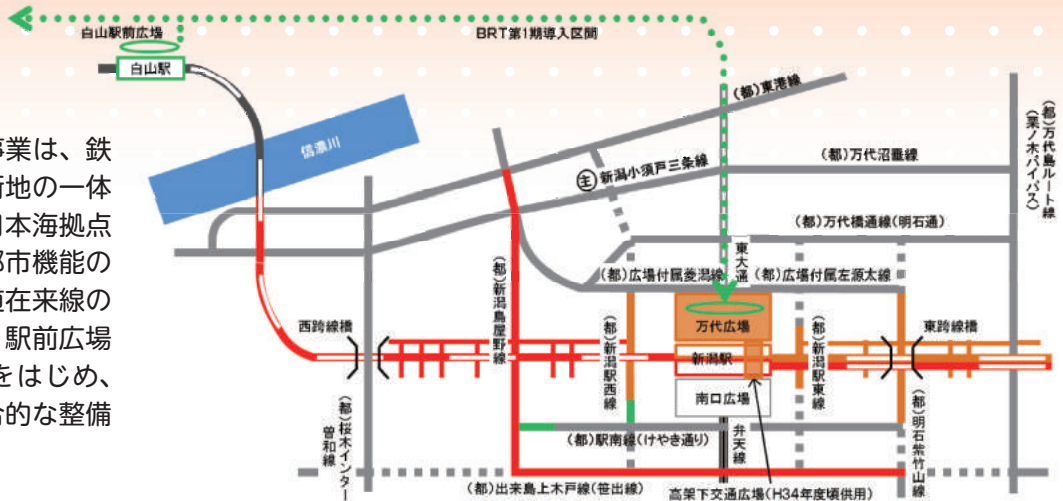 白山駅前広場
BRT第1期導入区間
白山駅
(都)東港線
信濃川
(都)万代島ルート線
(栗ノ木バイパス)
事業は、鉄
街地の一体
日本海拠点
都市機能の
道在来線の
駅前広場
をはじめ、
合的な整備
主 新潟小須戸三条線
(都)万代沼垂線
(都)万代橋通線(明石通)
東大通
(都)広場付属菱潟線
(都)広場付属左源太線
(都)新潟鳥屋野線
万代広場
西跨線橋
東跨線橋
新潟駅
(都)新潟駅西線
(都)新潟駅東線
南口広場
(都)桜木インター
曽和線
(都)駅南線(けやき通り)
弁天線
(都)明石紫竹山線
(都)出来島上木戸線(笹出線)
高架下交通広場(H34年度頃供用)